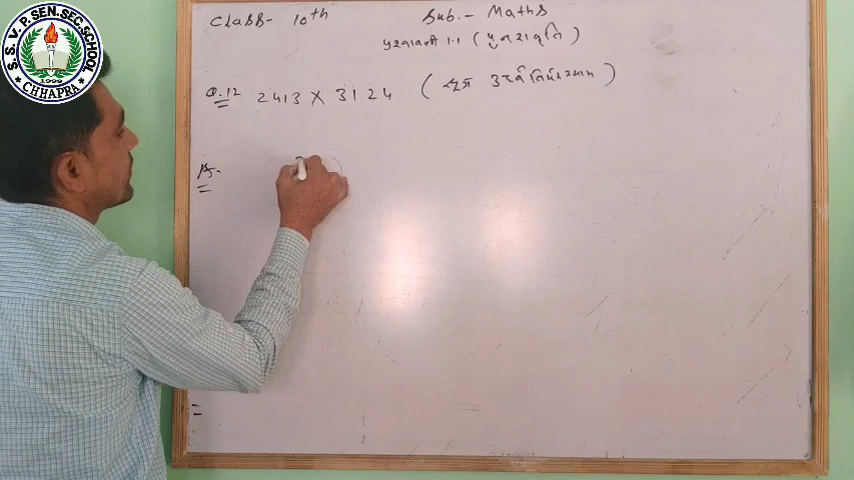 S. S. V. P. SEN. SEC. SCHOOL
1999
CHHAPRA
Class- 10th Sub.- Maths
प्रश्नावली 1.1 (पुनरावृति)
Q.12 2413 X 3124 (सूत्र उर्ध्व तिर्यग्भ्याम)